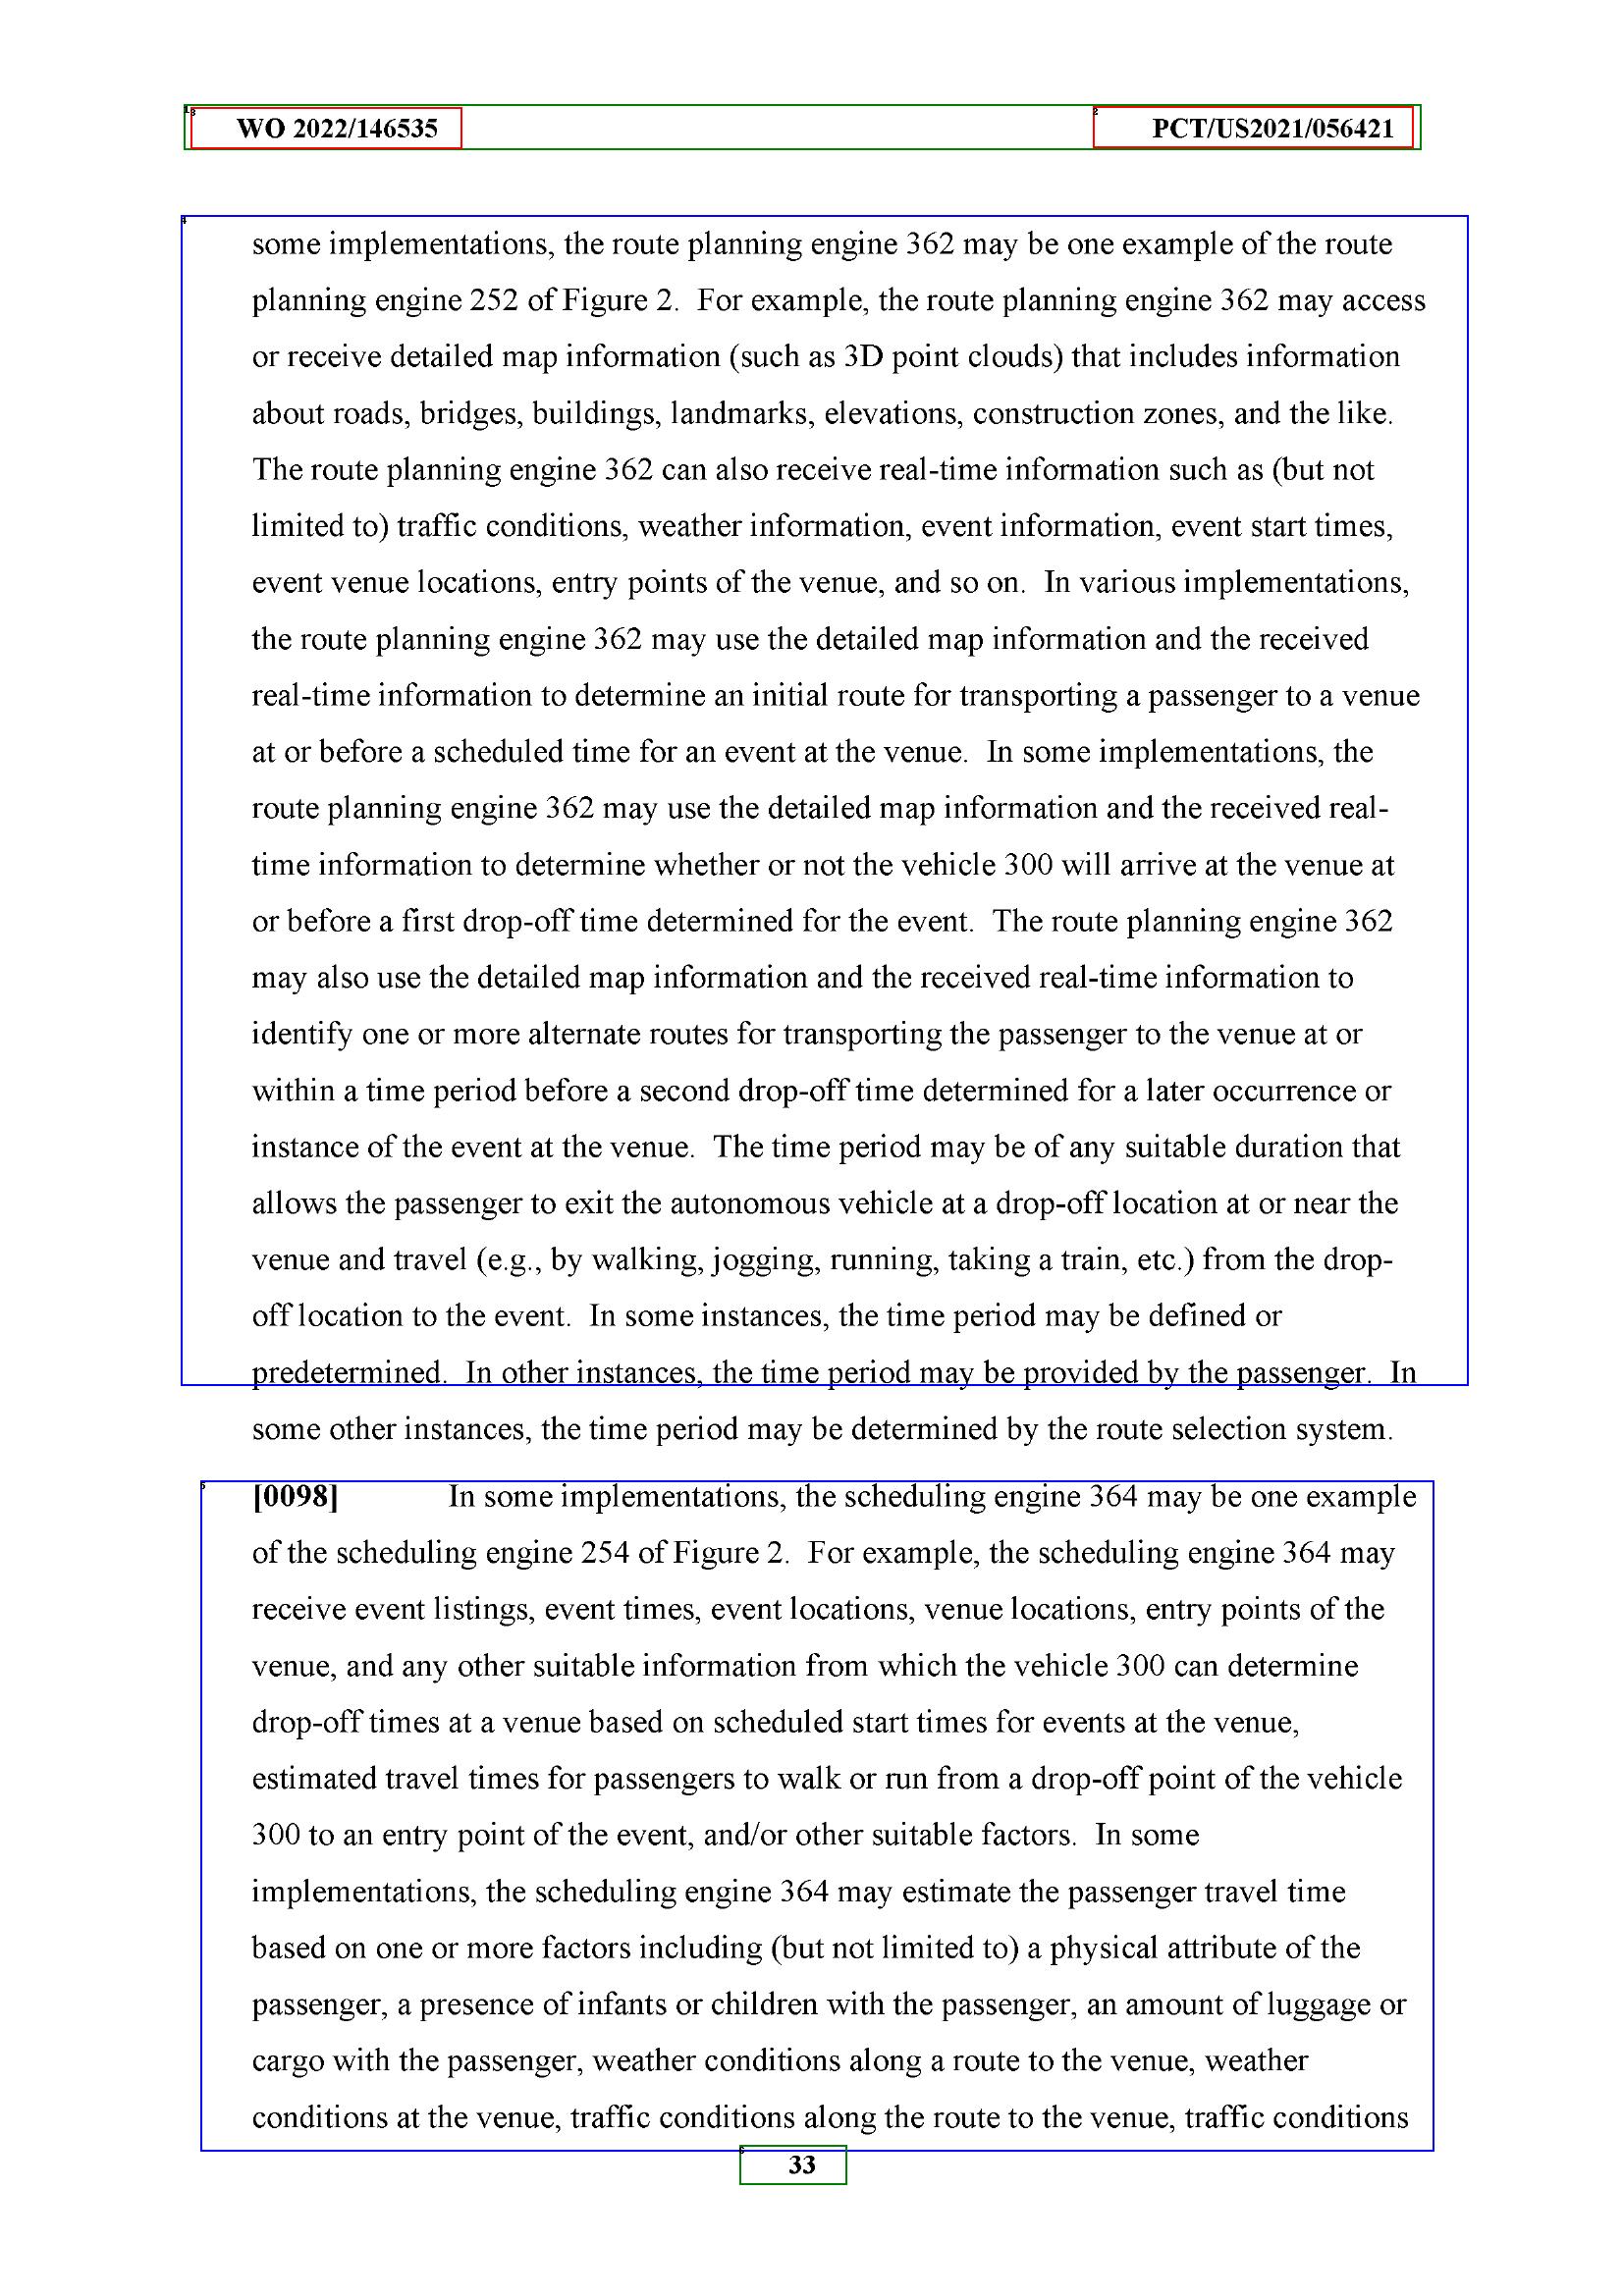 WO 2022/146535 PCT/US2021/056421
some implementations, the route planning engine 362 may be one example of the route
planning engine 252 of Figure 2.  For example, the route planning engine 362 may access
or receive detailed map information (such as 3D point clouds) that includes information
about roads, bridges, buildings, landmarks, elevations, construction zones, and the like.
The route planning engine 362 can also receive real-time information such as (but not
limited to) traffic conditions, weather information, event information, event start times,
event venue locations, entry points of the venue, and so on.  In various implementations,
the route planning engine 362 may use the detailed map information and the received
real-time information to determine an initial route for transporting a passenger to a venue
at or before a scheduled time for an event at the venue.  In some implementations, the
route planning engine 362 may use the detailed map information and the received real-
time information to determine whether or not the vehicle 300 will arrive at the venue at
or before a first drop-off time determined for the event.  The route planning engine 362
may also use the detailed map information and the received real-time information to
identify one or more alternate routes for transporting the passenger to the venue at or
within a time period before a second drop-off time determined for a later occurrence or
instance of the event at the venue.  The time period may be of any suitable duration that
allows the passenger to exit the autonomous vehicle at a drop-off location at or near the
venue and travel (e.g., by walking, jogging, running, taking a train, etc.) from the drop-
off location to the event.  In some instances, the time period may be defined or
predetermined.  In other instances, the time period may be provided by the passenger.  In
some other instances, the time period may be determined by the route selection system.
[0098] In some implementations, the scheduling engine 364 may be one example
of the scheduling engine 254 of Figure 2.  For example, the scheduling engine 364 may
receive event listings, event times, event locations, venue locations, entry points of the
venue, and any other suitable information from which the vehicle 300 can determine
drop-off times at a venue based on scheduled start times for events at the venue,
estimated travel times for passengers to walk or run from a drop-off point of the vehicle
300 to an entry point of the event, and/or other suitable factors.  In some
implementations, the scheduling engine 364 may estimate the passenger travel time
based on one or more factors including (but not limited to) a physical attribute of the
passenger, a presence of infants or children with the passenger, an amount of luggage or
cargo with the passenger, weather conditions along a route to the venue, weather
conditions at the venue, traffic conditions along the route to the venue, traffic conditions
33